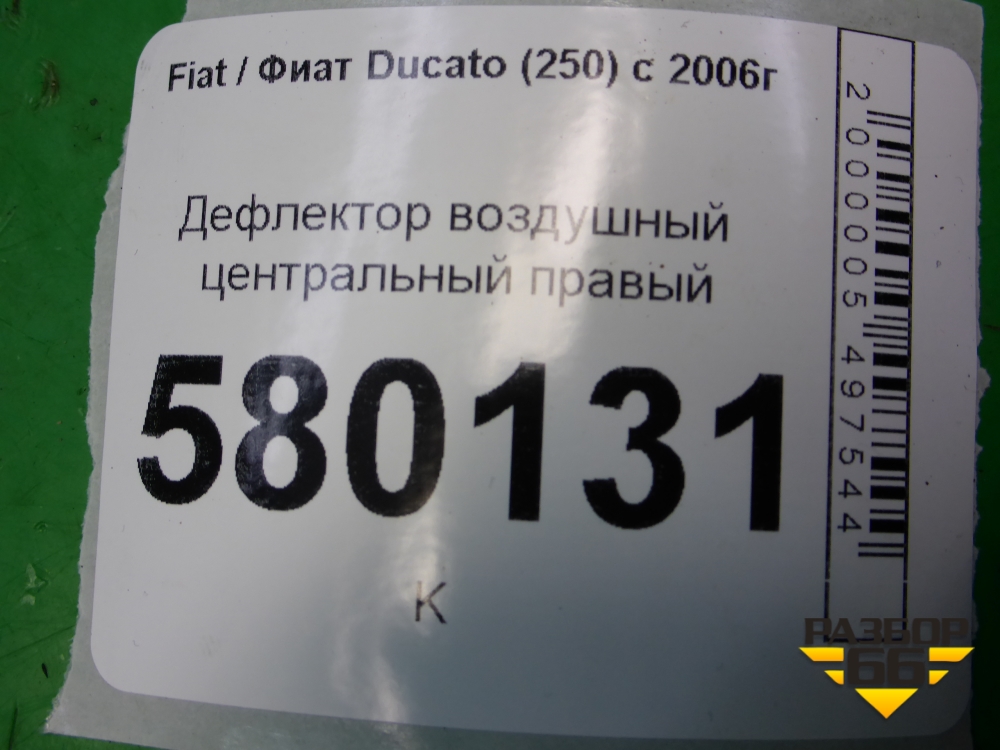 Fiat / Фиат Ducato (250) с 2006г
Дефлектор воздушный
центральный правый
580131
К
2000005497544
РАЗБОР
66